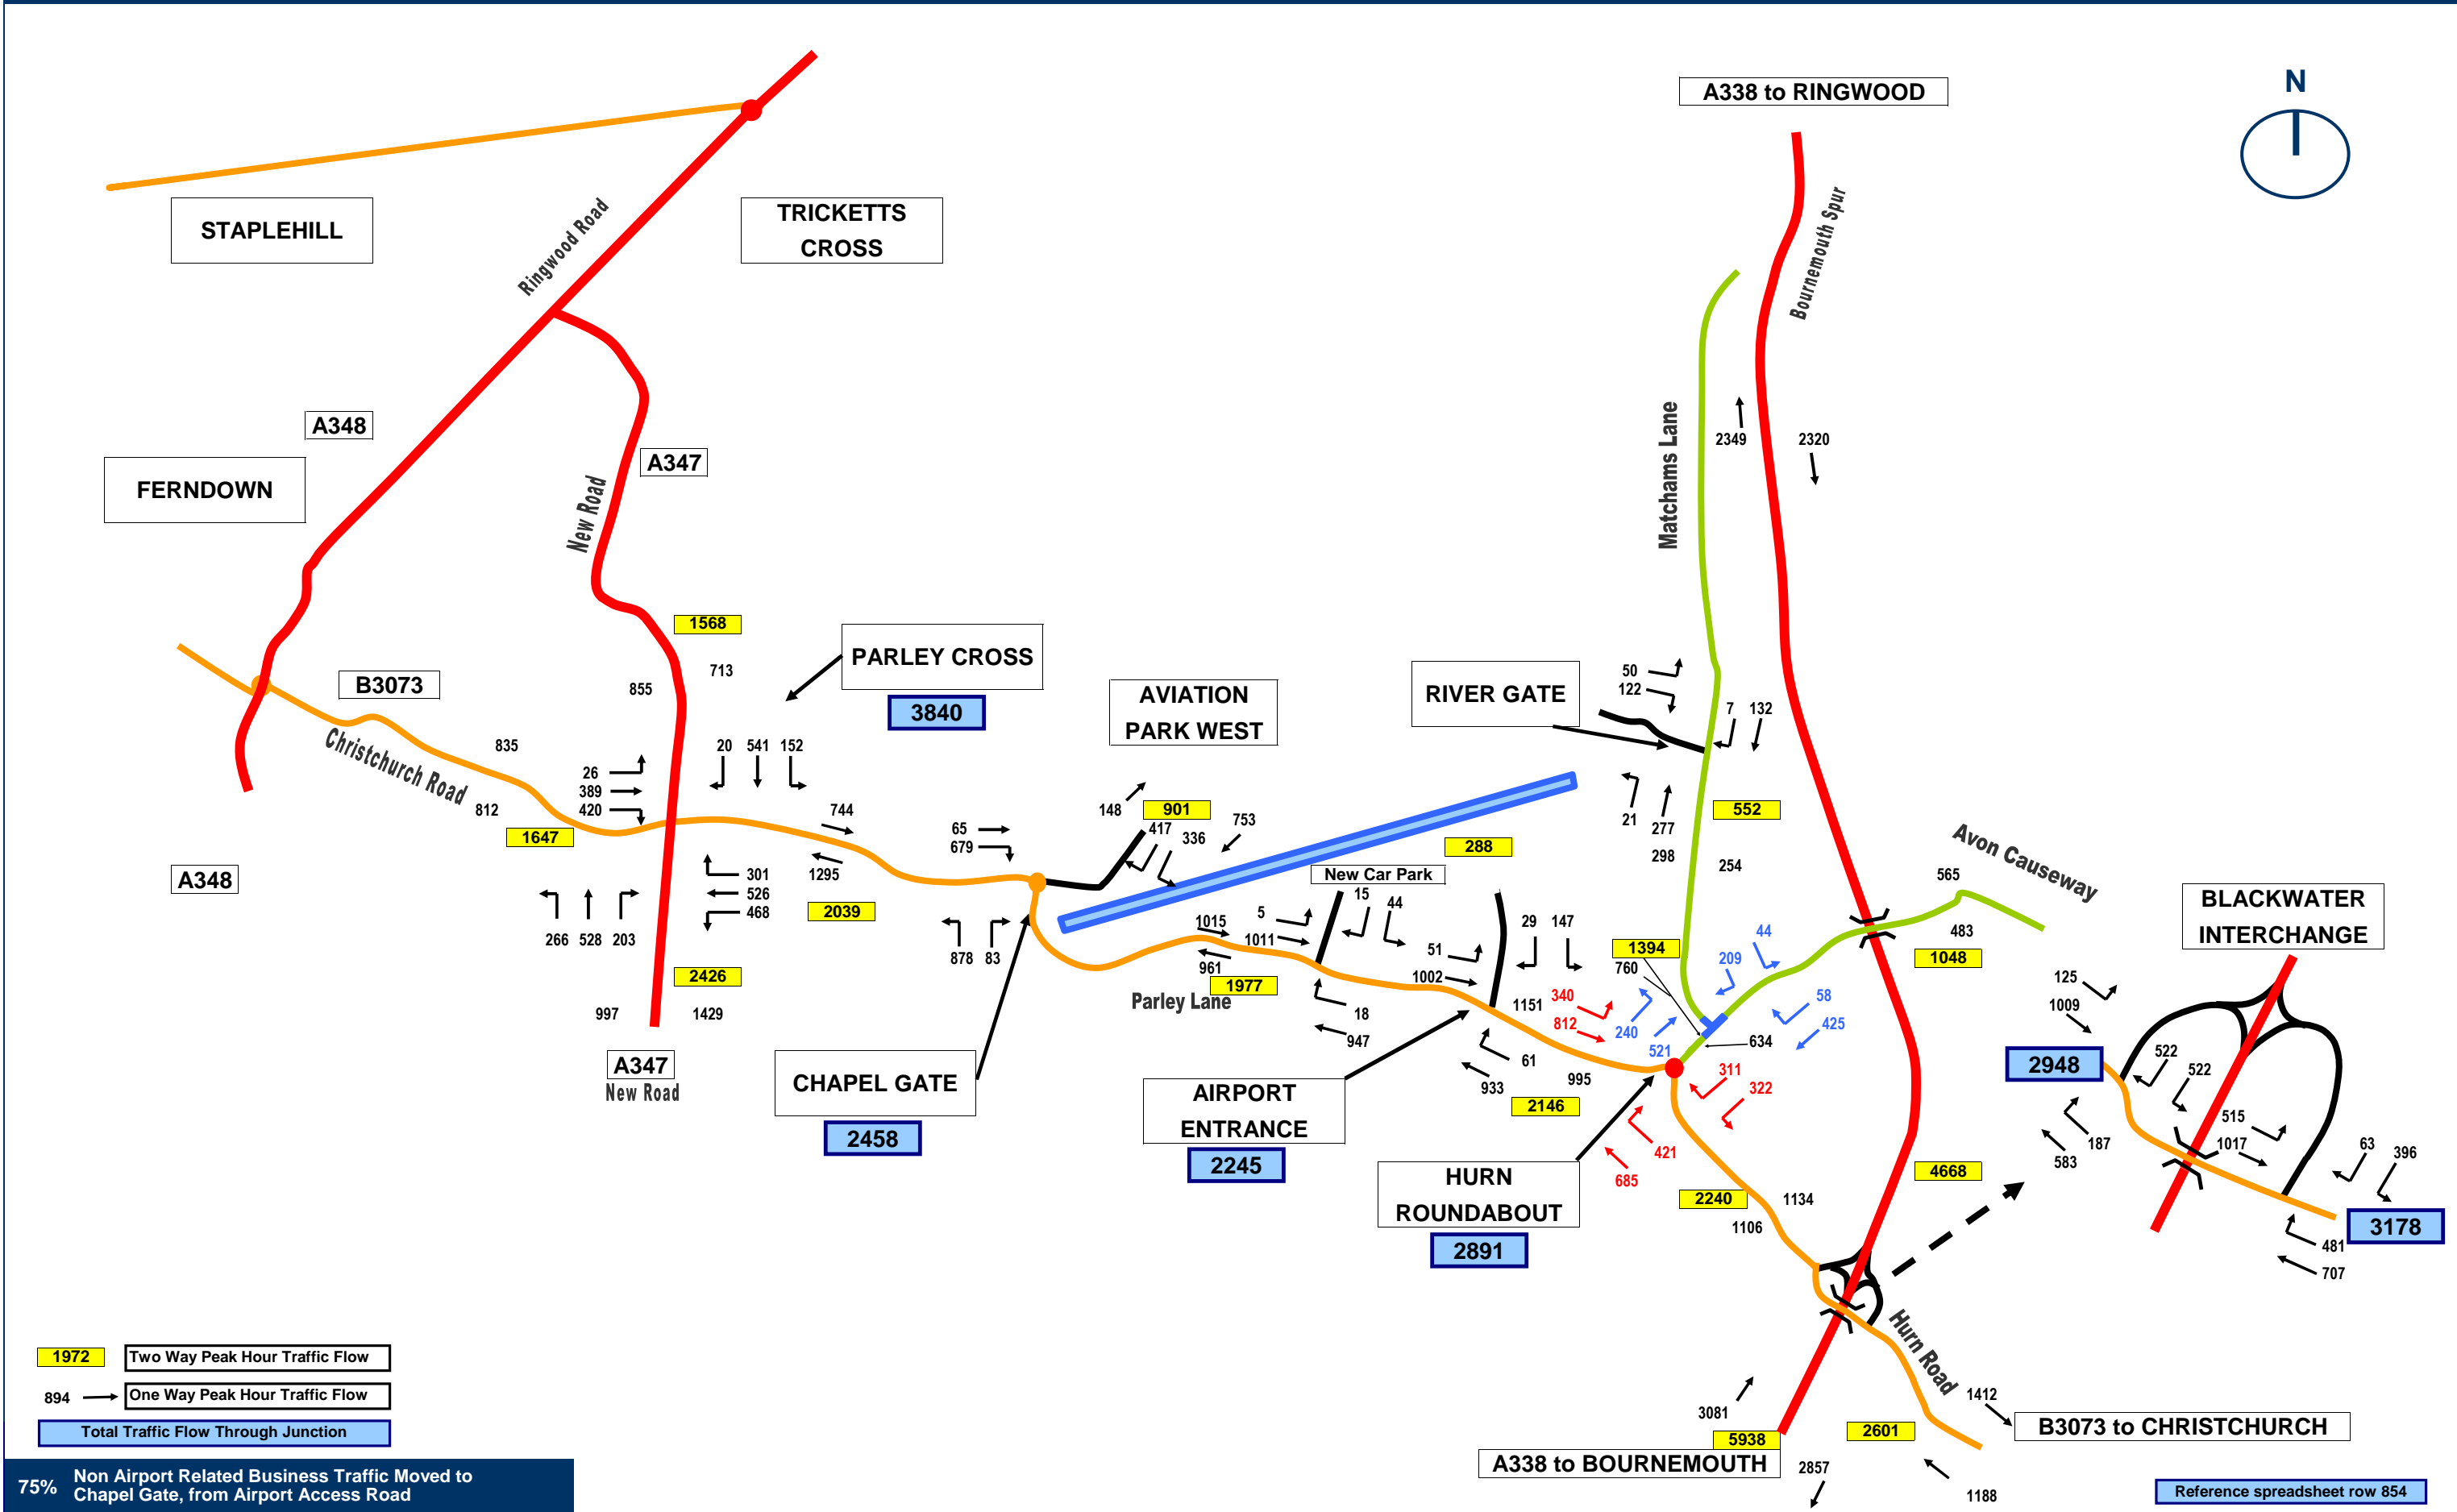 A338 to RINGWOOD
N
STAPLEHILL
TRICKETTS
CROSS
Ringwood Road
Bournemouth Spur
A348
A347
FERNDOWN
New Road
Matchams Lane
2349
2320
1568
713
855
PARLEY CROSS
3840
B3073
Christchurch Road
835
812
1647
26
389
420
20
541
152
744
1295
2039
301
526
468
266
528
203
2426
997
1429
A348
A347
New Road
AVIATION
PARK WEST
148
901
417
336
753
65
679
878
83
CHAPEL GATE
2458
288
New Car Park
15
44
5
1015
1011
961
1977
Parley Lane
18
947
51
1002
29
147
1151
61
933
995
2146
AIRPORT
ENTRANCE
2245
RIVER GATE
50
122
7
132
21
277
298
254
552
Avon Causeway
565
483
1048
1394
760
209
44
58
425
240
521
634
340
812
311
322
421
685
HURN
ROUNDABOUT
2891
2240
1134
1106
4668
BLACKWATER
INTERCHANGE
125
1009
2948
522
522
515
1017
63
396
187
583
481
707
3178
Hurn Road
1412
B3073 to CHRISTCHURCH
2601
1188
3081
5938
A338 to BOURNEMOUTH
2857
1972 Two Way Peak Hour Traffic Flow
894 One Way Peak Hour Traffic Flow
Total Traffic Flow Through Junction
75% Non Airport Related Business Traffic Moved to
Chapel Gate, from Airport Access Road
Reference spreadsheet row 854